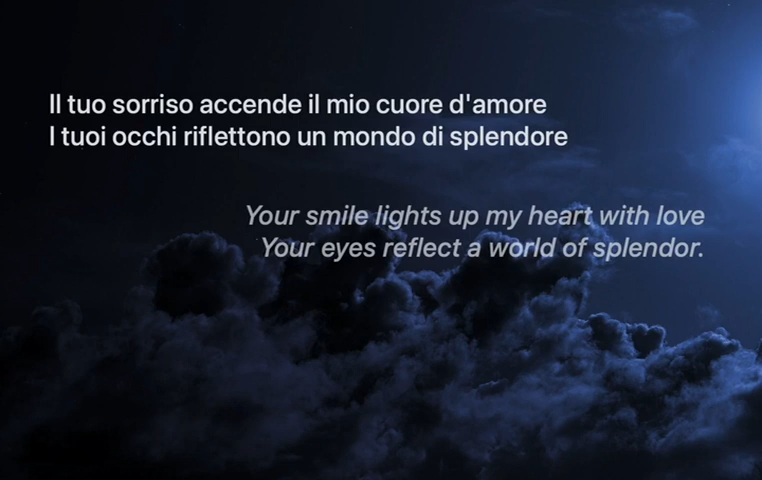 Il tuo sorriso accende il mio cuore d'amore
I tuoi occhi riflettono un mondo di splendore
Your smile lights up my heart with love
Your eyes reflect a world of splendor.